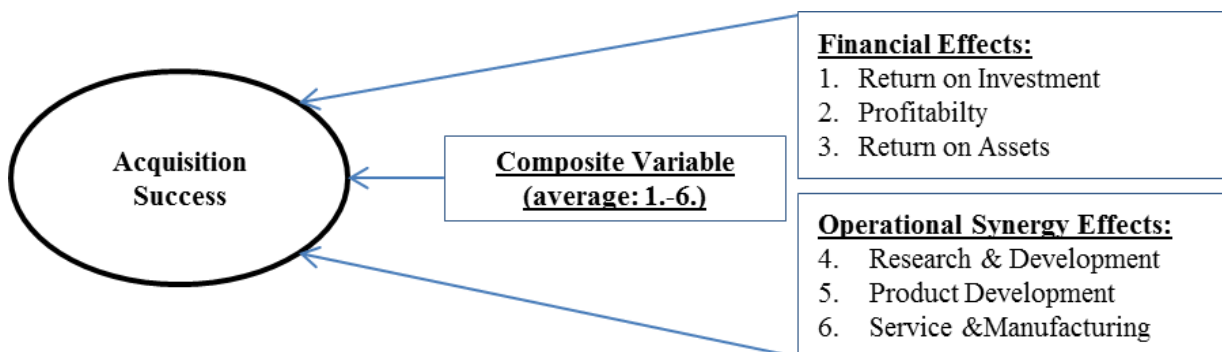 Acquisition
Success
Composite Variable
(average: 1.-6.)
Financial Effects:
1. Return on Investment
2. Profitabilty
3. Return on Assets
Operational Synergy Effects:
4. Research & Development
5. Product Development
6. Service &Manufacturing